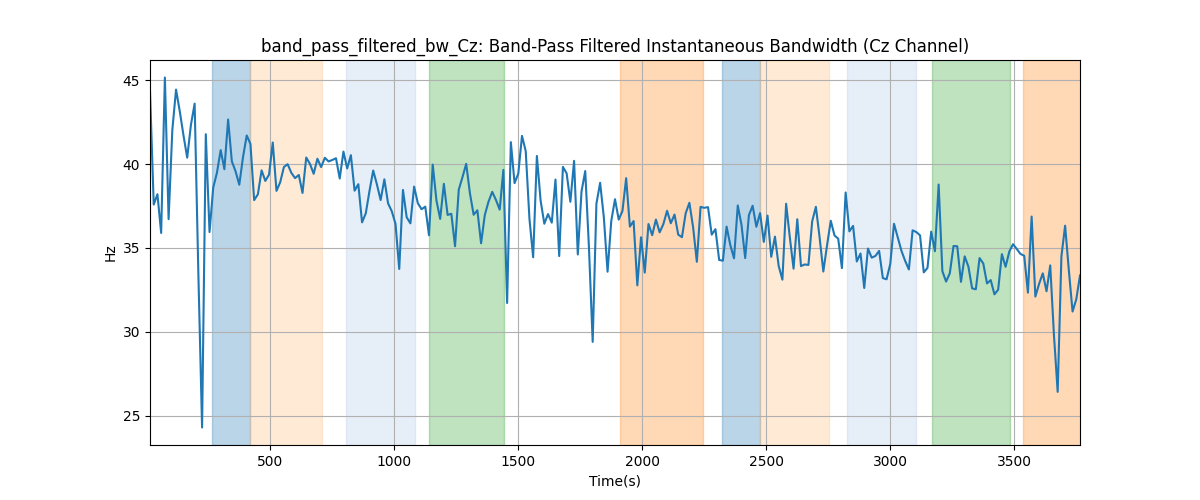 band_pass_filtered_bw_Cz: Band-Pass Filtered Instantaneous Bandwidth (Cz Channel)
45
40
35
30
25
Hz
500 1000 1500 2000 2500 3000 3500
Time(s)